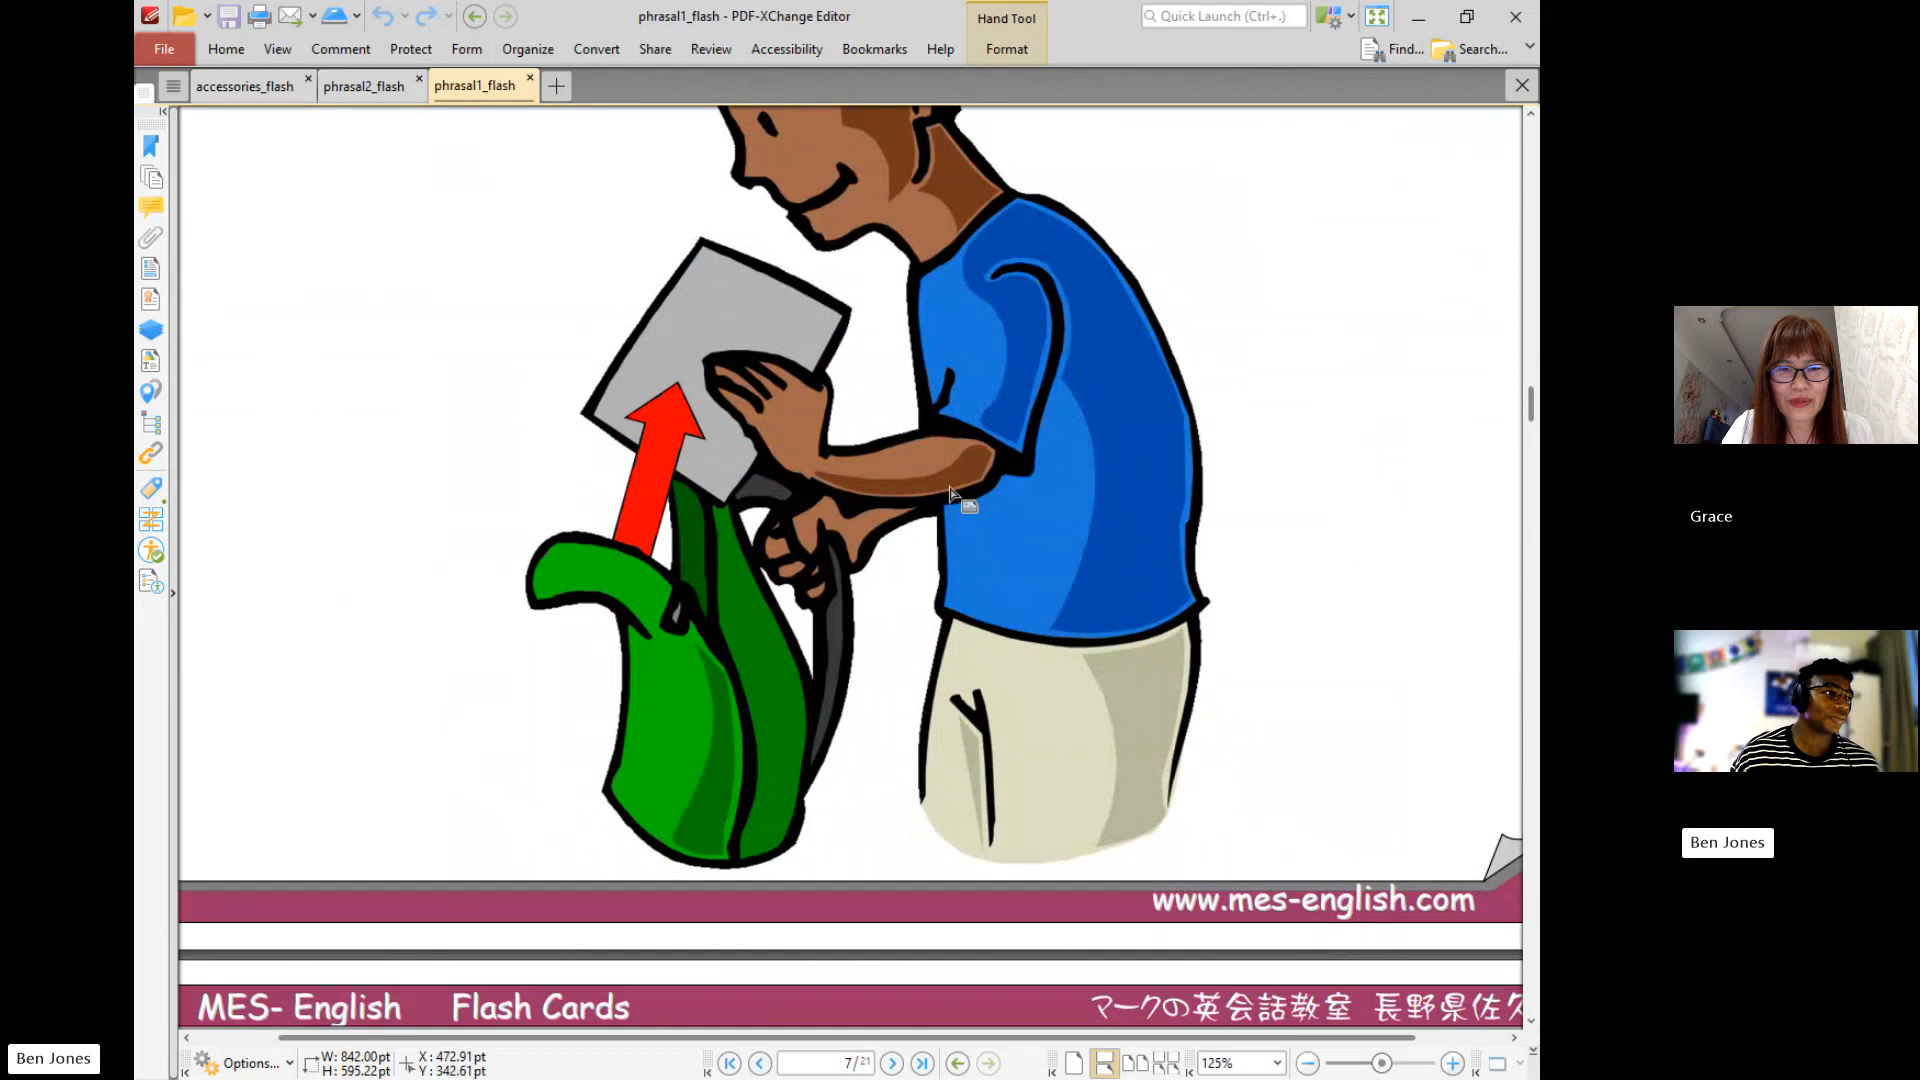 phrasal1_flash - PDF-XChange Editor
Hand Tool
Quick Launch (Ctrl+.)
File
Home
View
Comment
Protect
Form
Organize
Convert
Share
Review
Accessibility
Bookmarks
Help
Format
Find...
Search...
accessories_flash
phrasal2_flash
phrasal1_flash
Grace
Ben Jones
www.mes-english.com
MES- English Flash Cards
マークの英会話教室 長野県佐久
Ben Jones
Options...
W: 842.00pt
H: 595.22pt
X : 472.91pt
Y : 342.61pt
7/21
125%